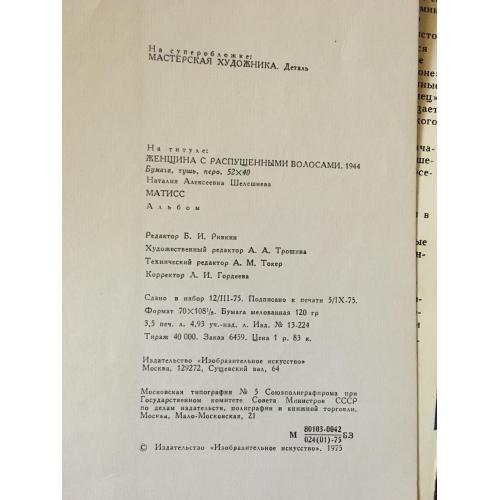 На суперобложке:
МАСТЕРСКАЯ ХУДОЖНИКА. Деталь
На титуле:
ЖЕНЩИНА С РАСПУЩЕННЫМИ ВОЛОСАМИ. 1944
Бумага, тушь, перо. 52×40
Наталия Алексеевна Шелешнева
МАТИСС
Альбом
Редактор Б. И. Ривкин
Художественный редактор А. А. Трошина
Технический редактор А. М. Токер
Корректор Л. И. Гордеева
Сдано в набор 12/III-75. Подписано к печати 5/IX-75.
Формат 70×108⅛. Бумага мелованная 120 гр
3,5 печ. л. 4,93 уч.-изд. л. Изд. № 13-224
Тираж 40 000. Заказ 6459. Цена 1 р. 83 к.
Издательство «Изобразительное искусство»
Москва, 129272, Сущевский вал, 64
Московская типография № 5 Союзполиграфпрома при
Государственном комитете Совета Министров СССР
по делам издательств, полиграфии и книжной торговли.
Москва, Мало-Московская, 21
М 80103-0042 БЗ
024(01)-75
© Издательство «Изобразительное искусство», 1975